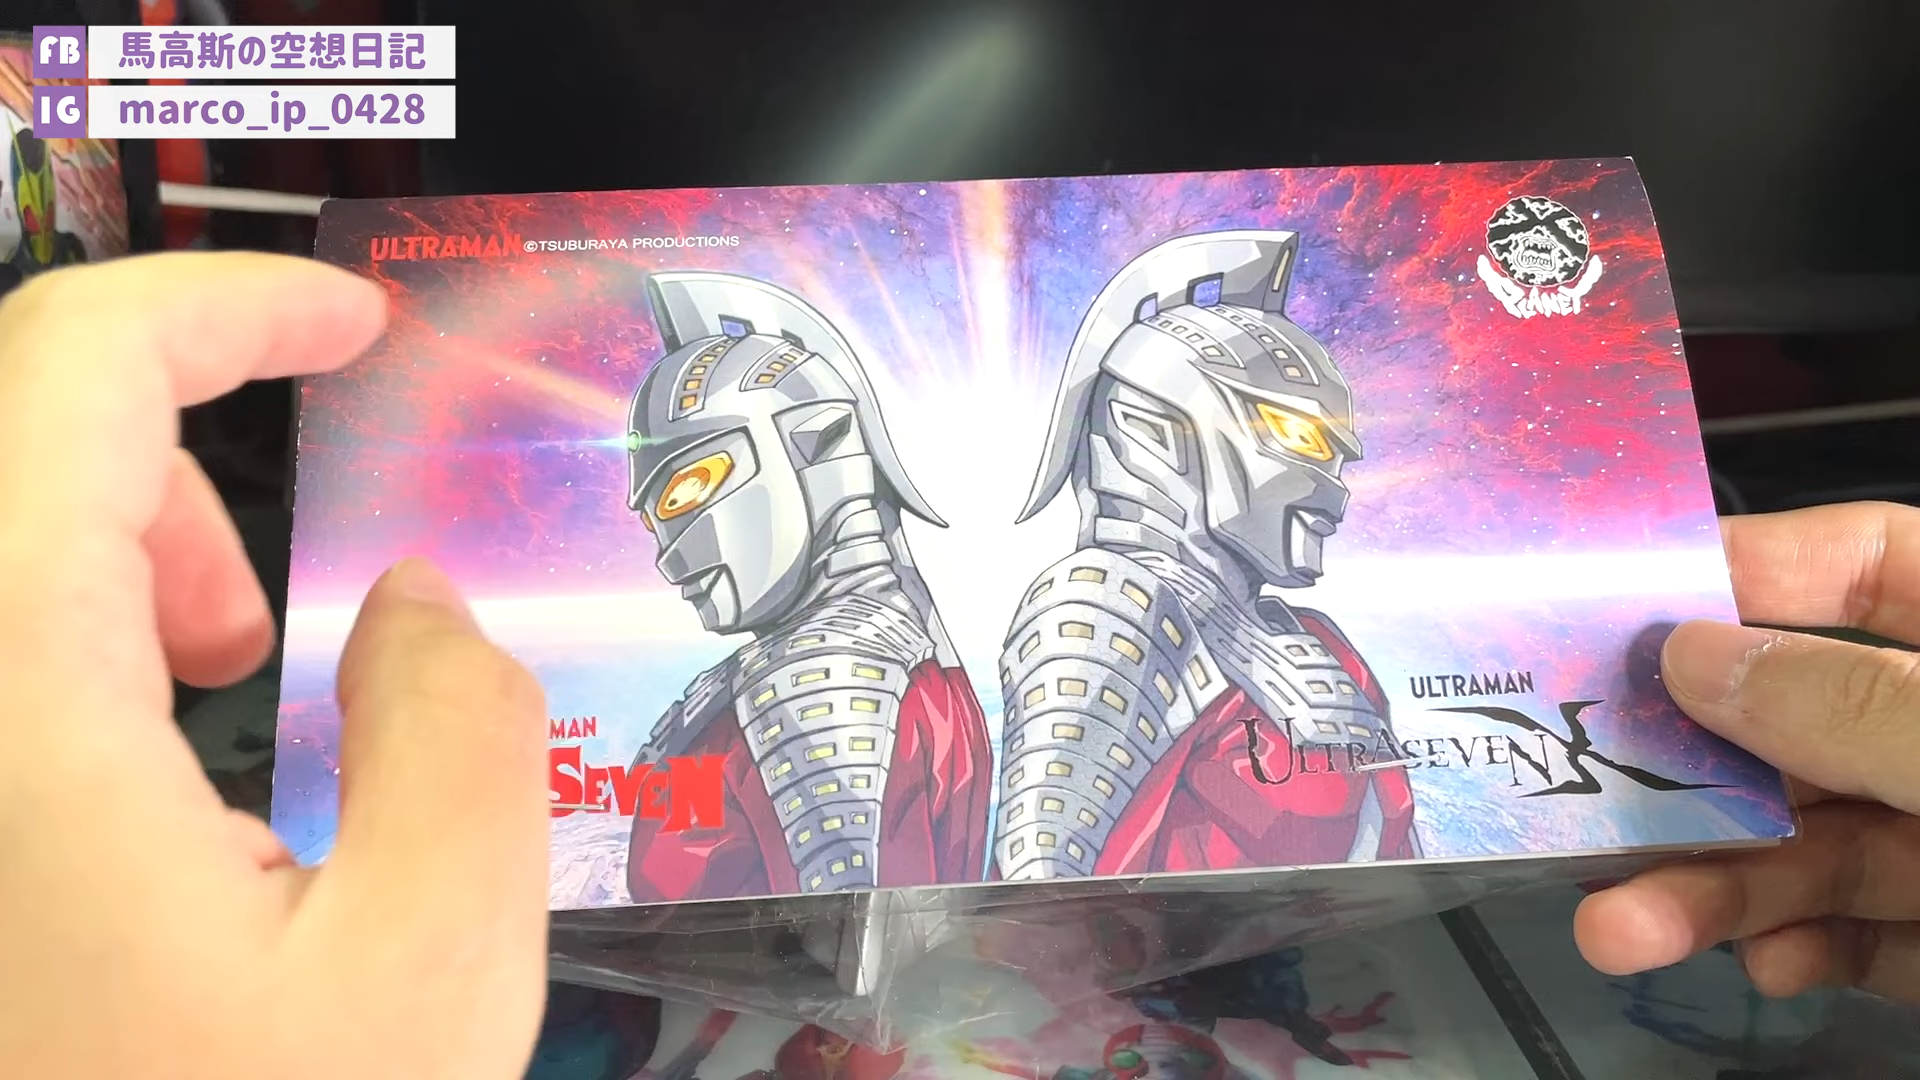 FB 馬高斯の空想日記
IG marco_ip_0428
ULTRAMAN ©TSUBURAYA PRODUCTIONS
PLANET
MAN
SEVEN
ULTRAMAN
ULTRASEVEN X